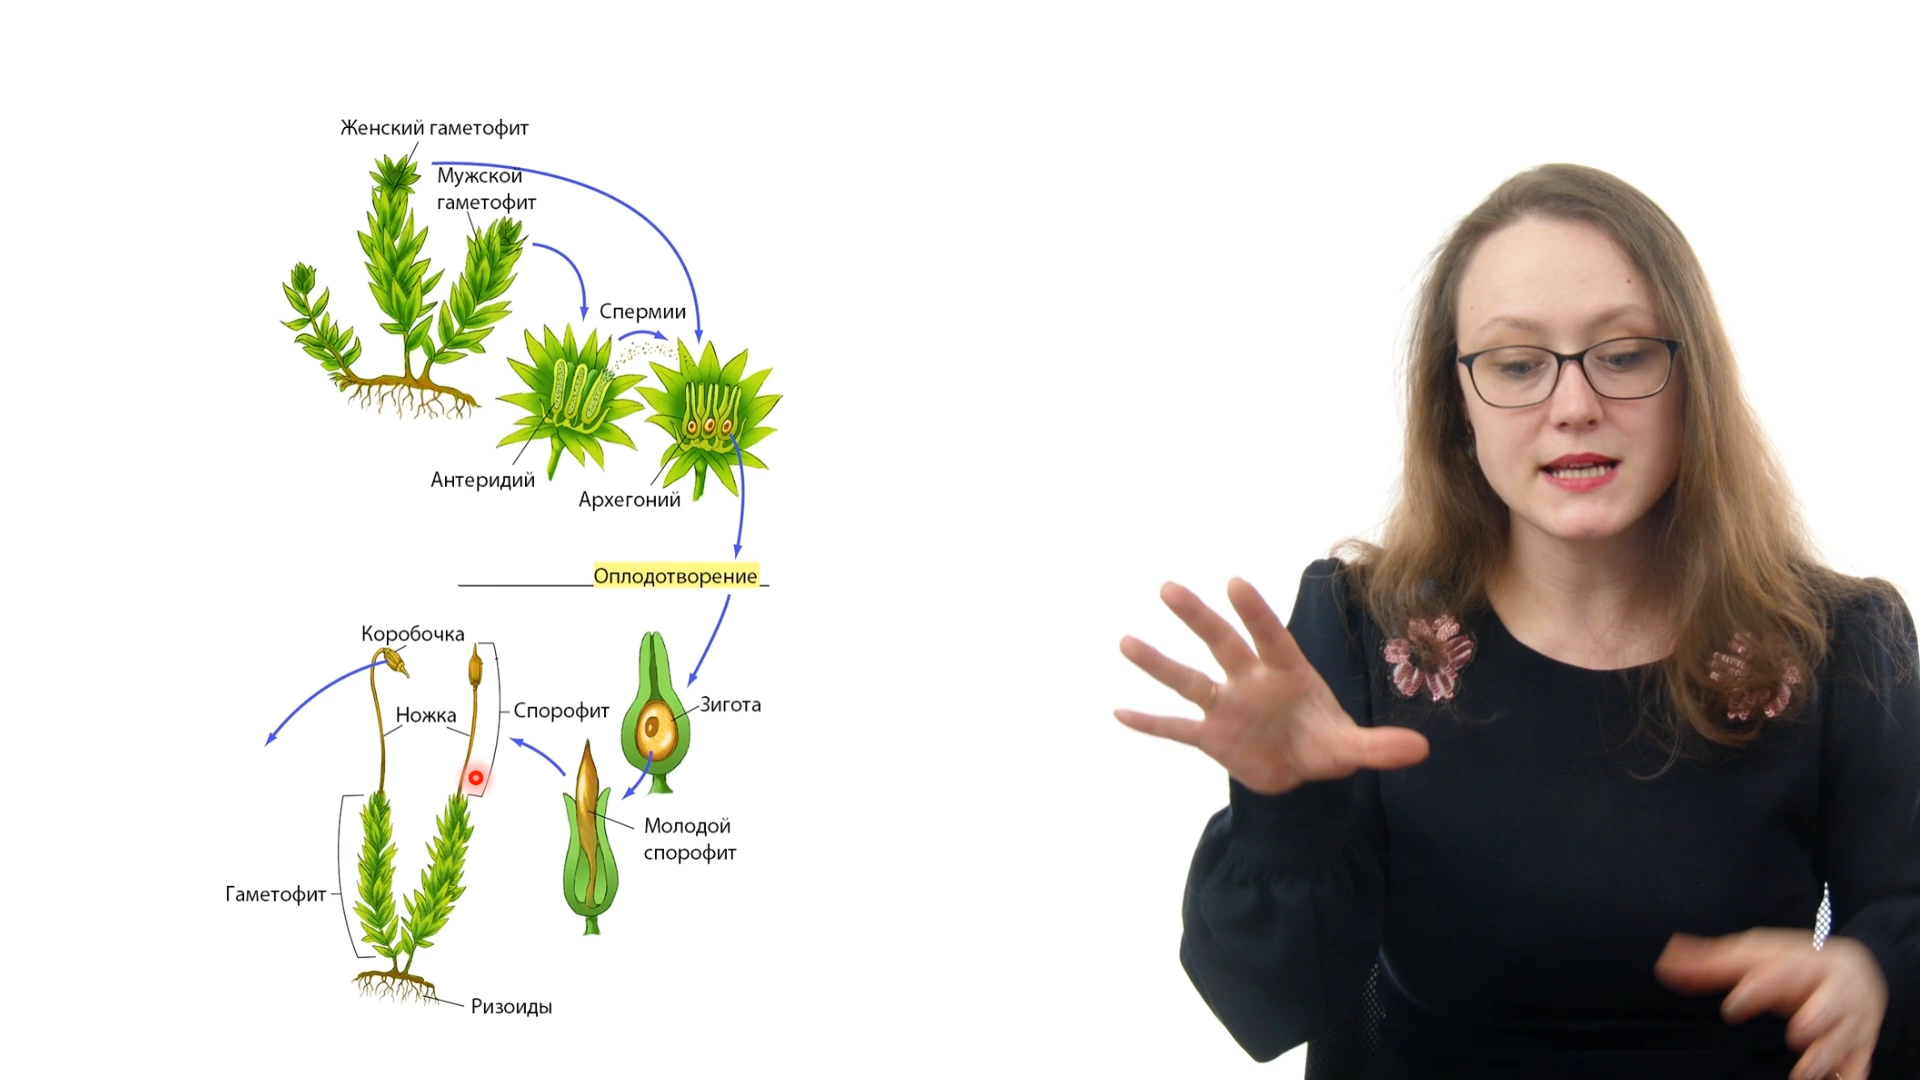 Женский гаметофит
Мужской
гаметофит
Спермии
Антеридий
Архегоний
Оплодотворение
Коробочка
Ножка
Спорофит
Зигота
Молодой
спорофит
Гаметофит
Ризоиды